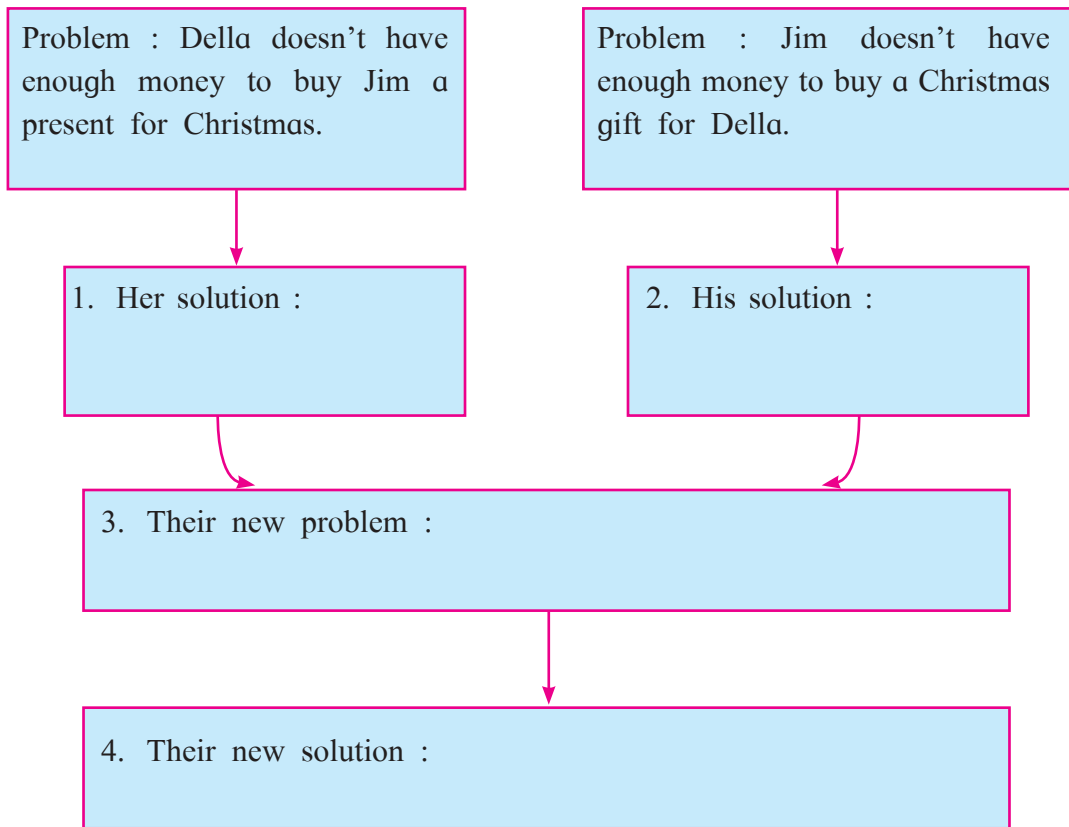 Problem : Della doesn't have
enough money to buy Jim a
present for Christmas.
Problem : Jim doesn't have
enough money to buy a Christmas
gift for Della.
1. Her solution :
2. His solution :
3. Their new problem :
4. Their new solution :